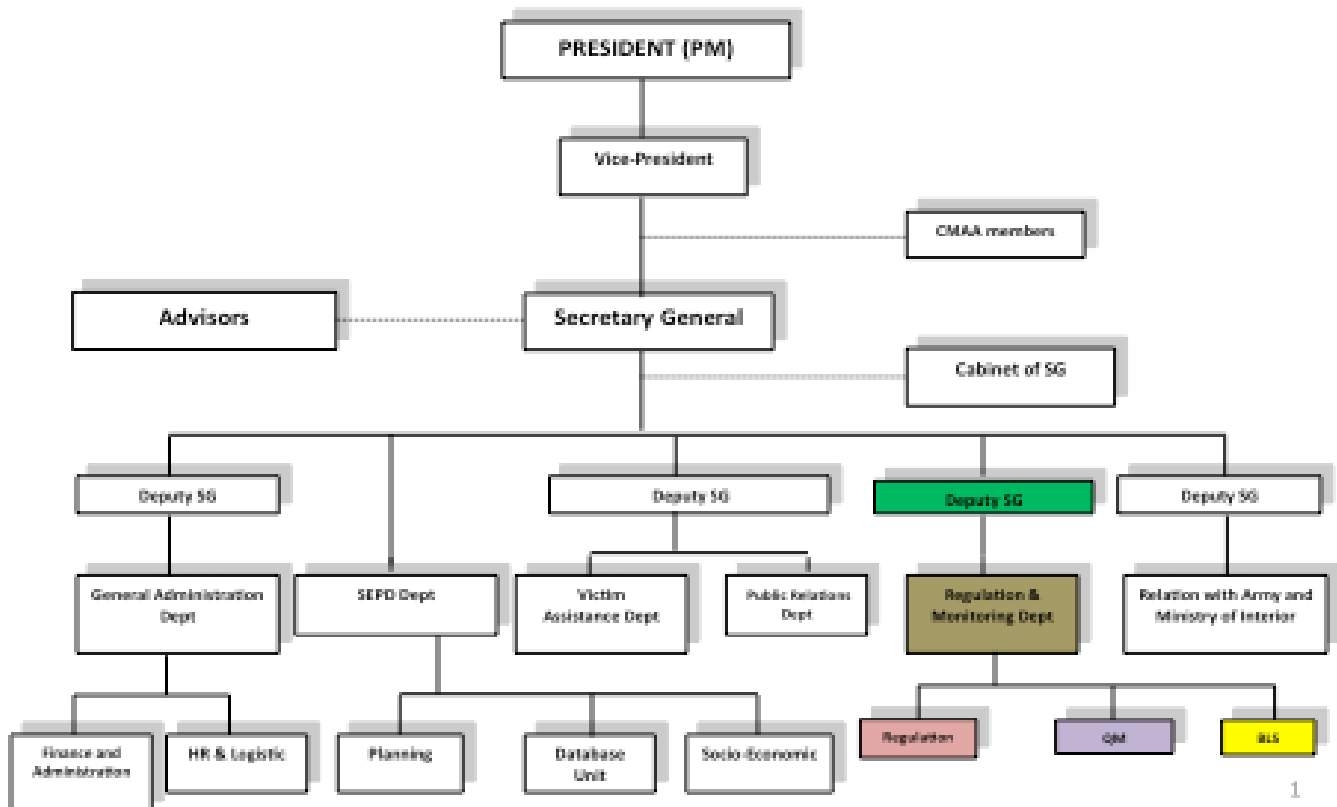 PRESIDENT (PM)
Vice-President
CMAA members
Advisors
Secretary General
Cabinet of SG
Deputy SG
Deputy SG
Deputy SG
Deputy SG
General Administration
Dept
SEPD Dept
Victim
Assistance Dept
Public Relations
Dept
Regulation &
Monitoring Dept
Relation with Army and
Ministry of Interior
Finance and
Administration
HR & Logistic
Planning
Database
Unit
Socio-Economic
Regulation
QM
BLS
1